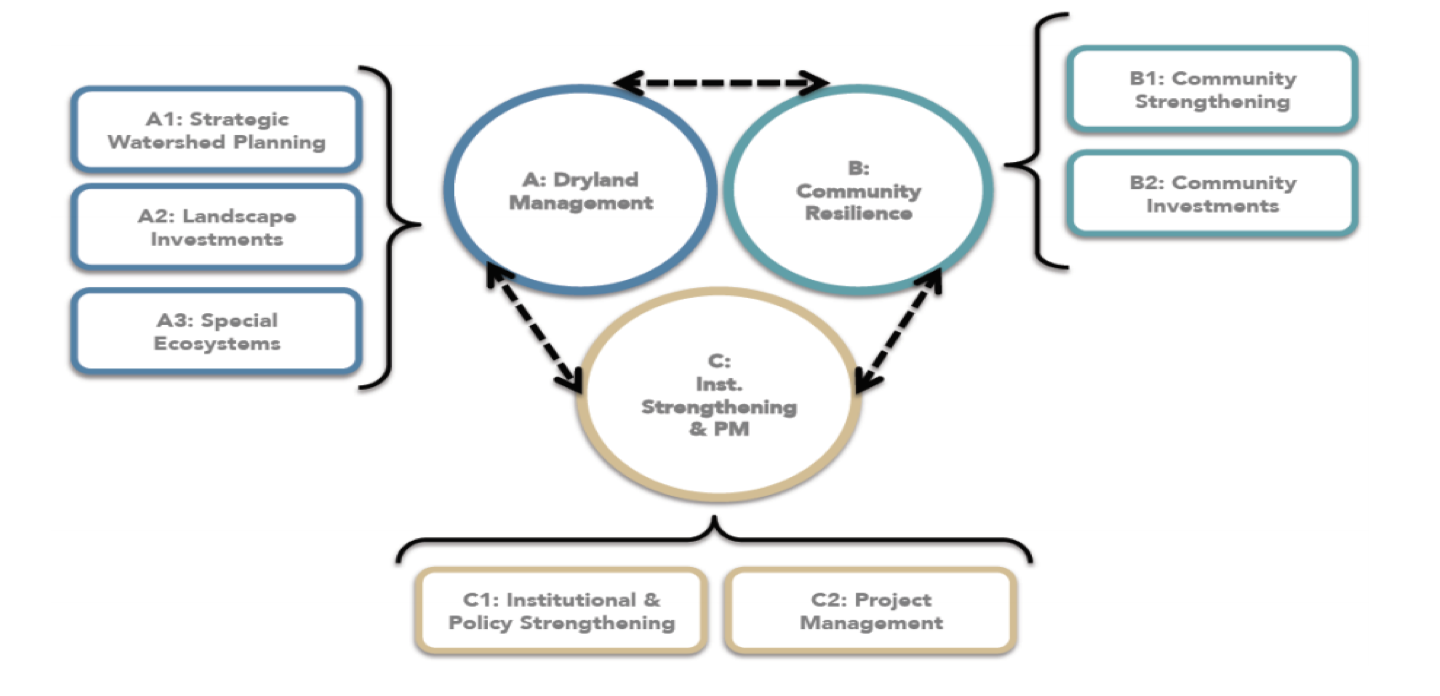 A1: Strategic
Watershed Planning
A2: Landscape
Investments
A3: Special
Ecosystems
A: Dryland
Management
B:
Community
Resilience
B1: Community
Strengthening
B2: Community
Investments
C:
Inst.
Strengthening
& PM
C1: Institutional &
Policy Strengthening
C2: Project
Management